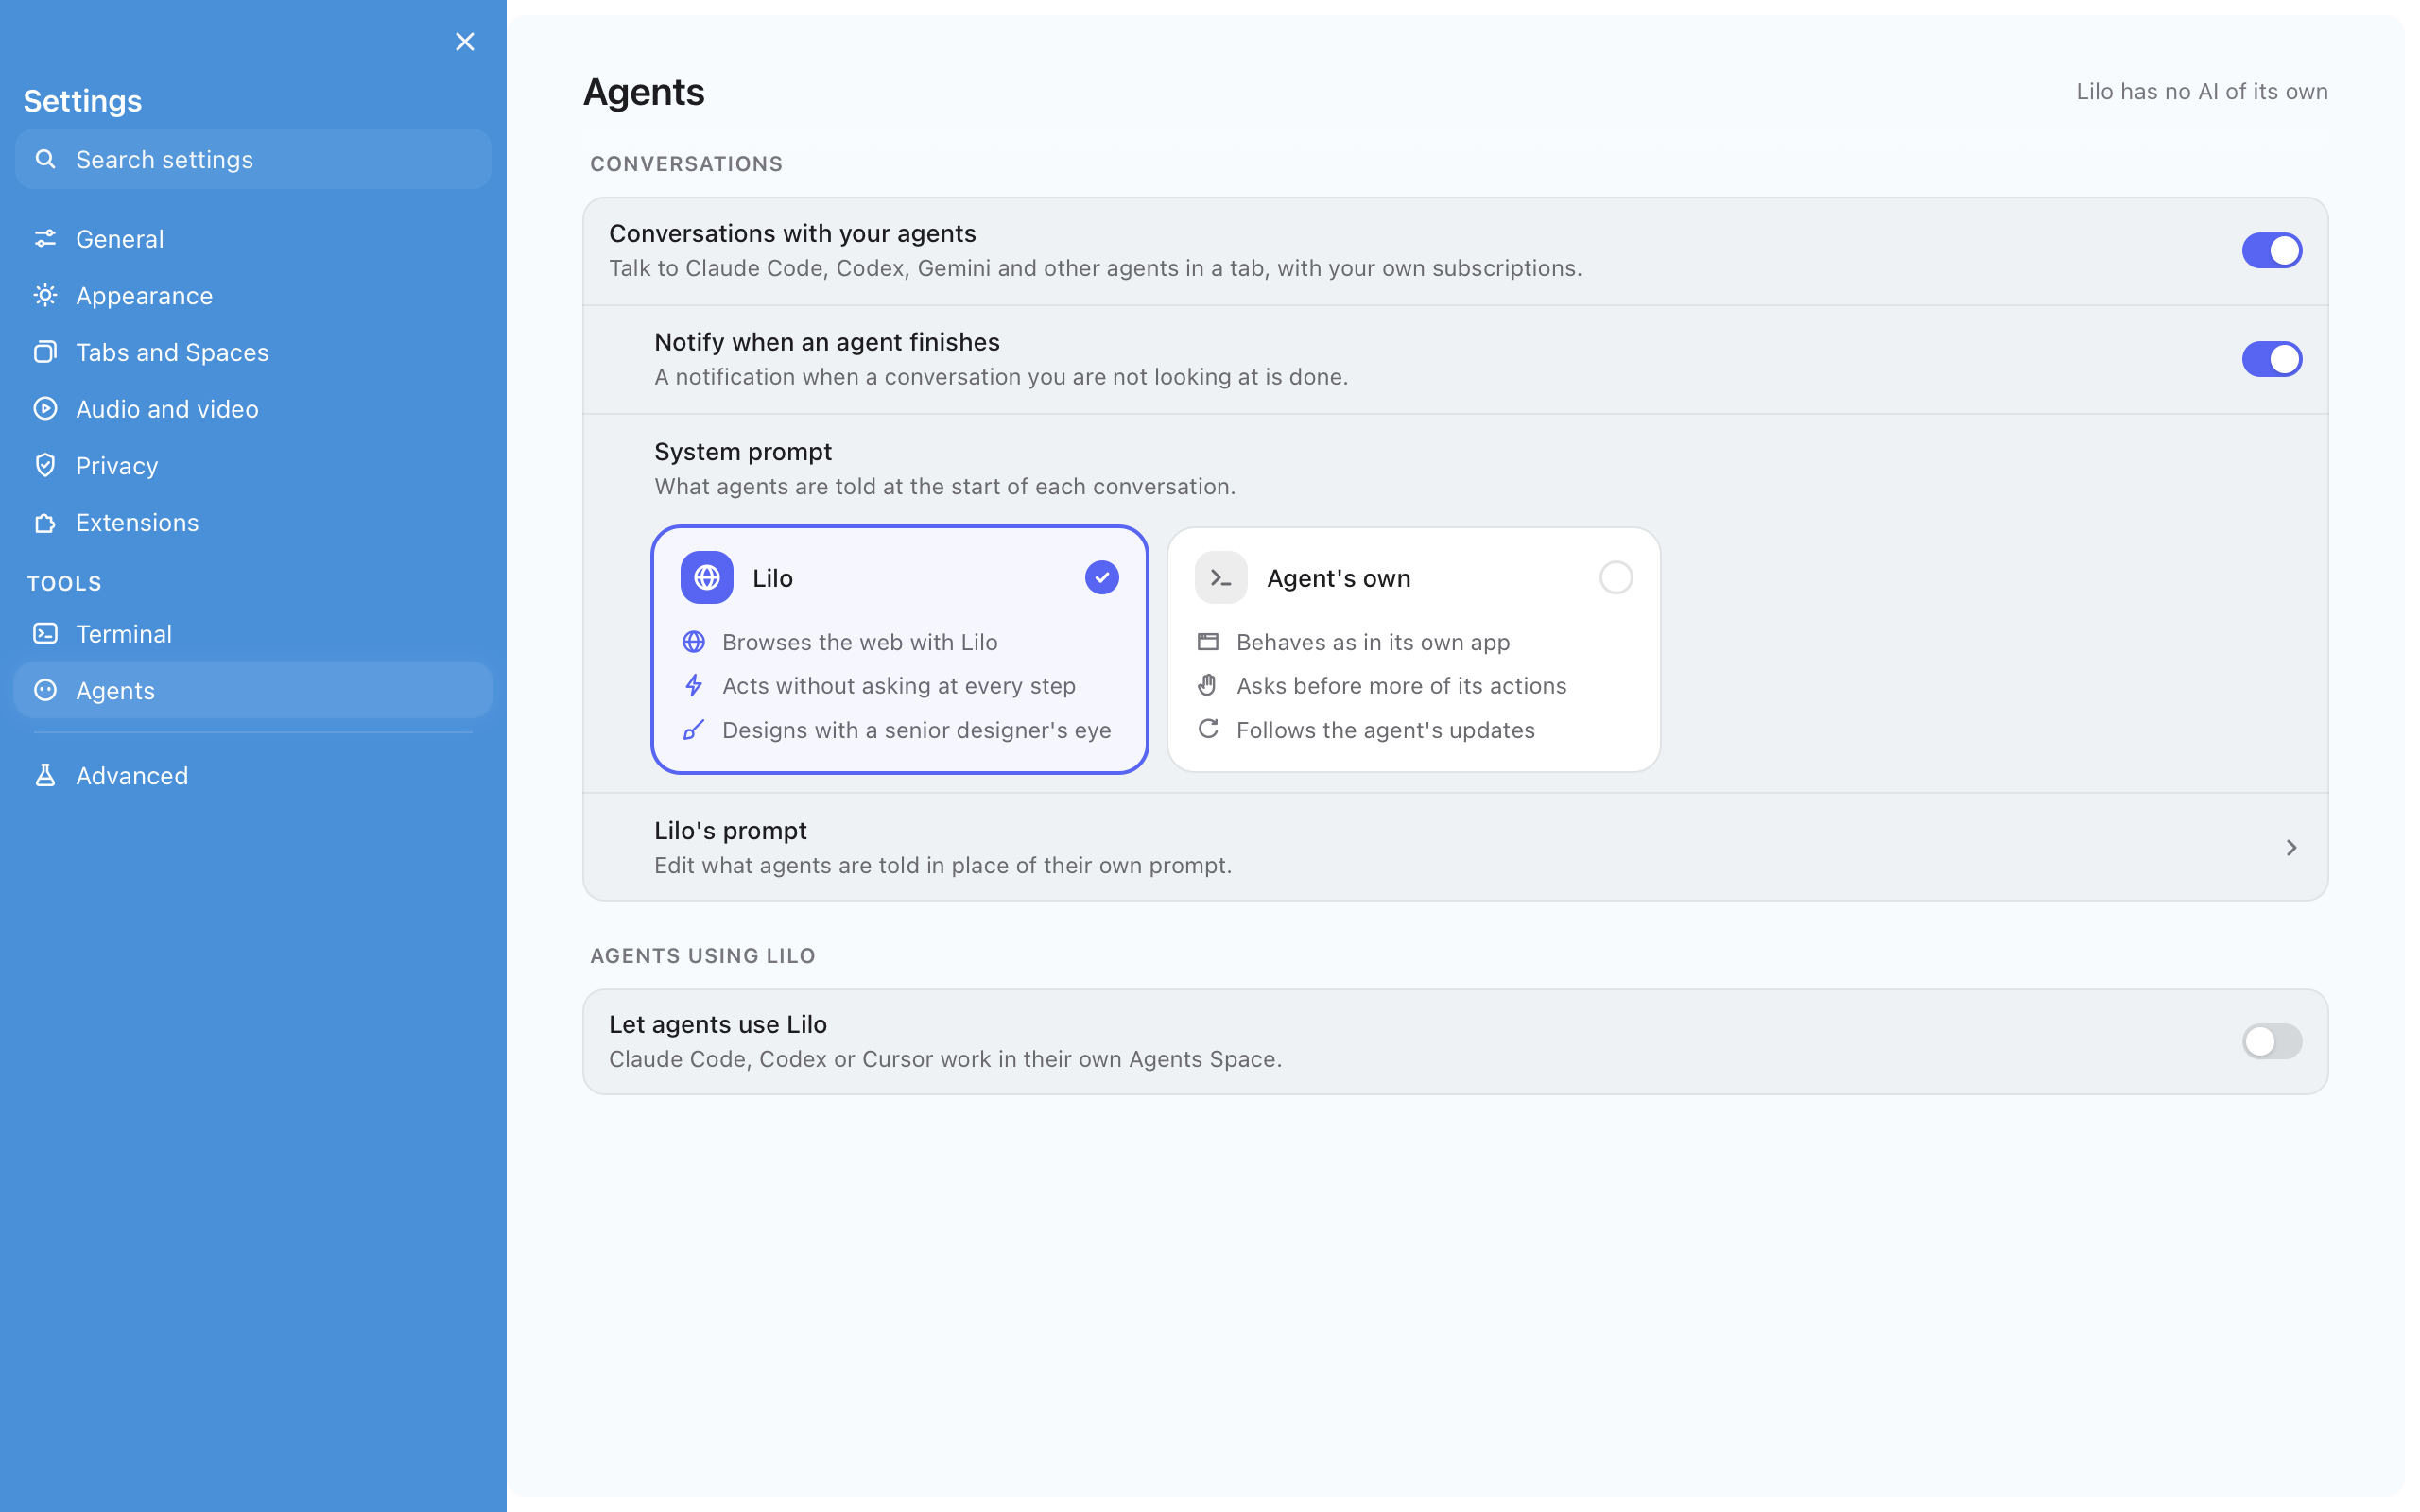 Settings
Search settings
General
Appearance
Tabs and Spaces
Audio and video
Privacy
Extensions
TOOLS
Terminal
Agents
Advanced
Agents
Lilo has no AI of its own
CONVERSATIONS
Conversations with your agents
Talk to Claude Code, Codex, Gemini and other agents in a tab, with your own subscriptions.
Notify when an agent finishes
A notification when a conversation you are not looking at is done.
System prompt
What agents are told at the start of each conversation.
Lilo
Browses the web with Lilo
Acts without asking at every step
Designs with a senior designer's eye
Agent's own
Behaves as in its own app
Asks before more of its actions
Follows the agent's updates
Lilo's prompt
Edit what agents are told in place of their own prompt.
AGENTS USING LILO
Let agents use Lilo
Claude Code, Codex or Cursor work in their own Agents Space.